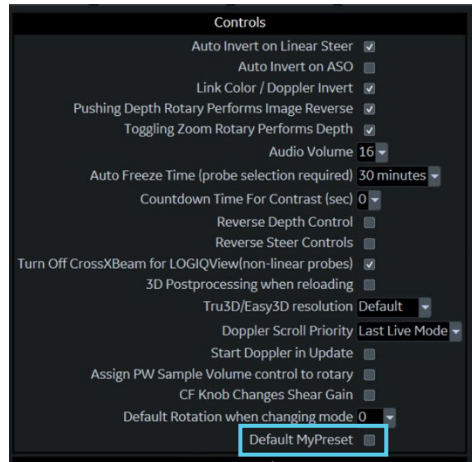 Controls
Auto Invert on Linear Steer
Auto Invert on ASO
Link Color / Doppler Invert
Pushing Depth Rotary Performs Image Reverse
Toggling Zoom Rotary Performs Depth
Audio Volume 16
Auto Freeze Time (probe selection required) 30 minutes
Countdown Time For Contrast (sec) 0
Reverse Depth Control
Reverse Steer Controls
Turn Off CrossXBeam for LOGIQView(non-linear probes)
3D Postprocessing when reloading
Tru3D/Easy3D resolution Default
Doppler Scroll Priority Last Live Mode
Start Doppler in Update
Assign PW Sample Volume control to rotary
CF Knob Changes Shear Gain
Default Rotation when changing mode 0
Default MyPreset